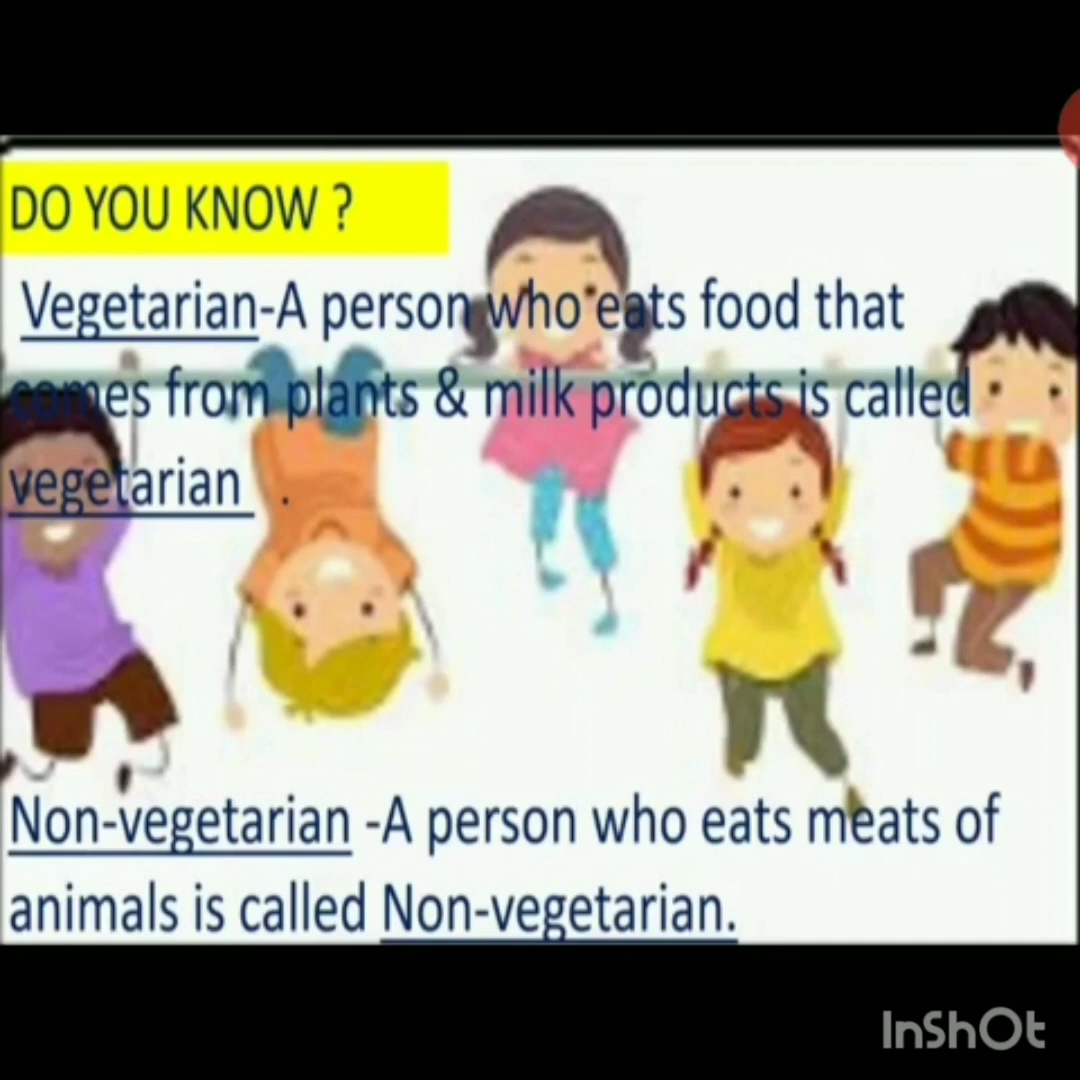 DO YOU KNOW ?
Vegetarian-A person who eats food that
comes from plants & milk products is called
vegetarian .
Non-vegetarian -A person who eats meats of
animals is called Non-vegetarian.
InShOt